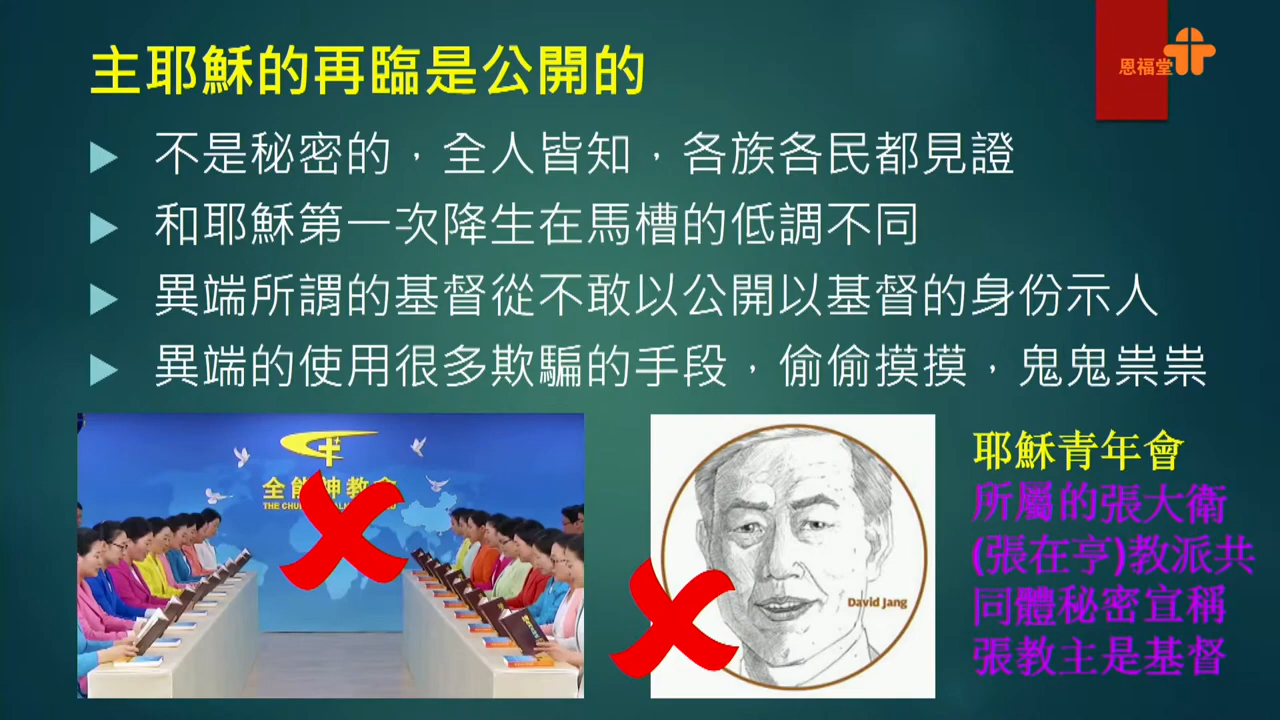 主耶穌的再臨是公開的
恩福堂
不是秘密的，全人皆知，各族各民都見證
和耶穌第一次降生在馬槽的低調不同
異端所謂的基督從不敢以公開以基督的身份示人
異端的使用很多欺騙的手段，偷偷摸摸，鬼鬼祟祟
全能神教會
David Jang
耶穌青年會
所屬的張大衛
(張在亨)教派共
同體秘密宣稱
張教主是基督